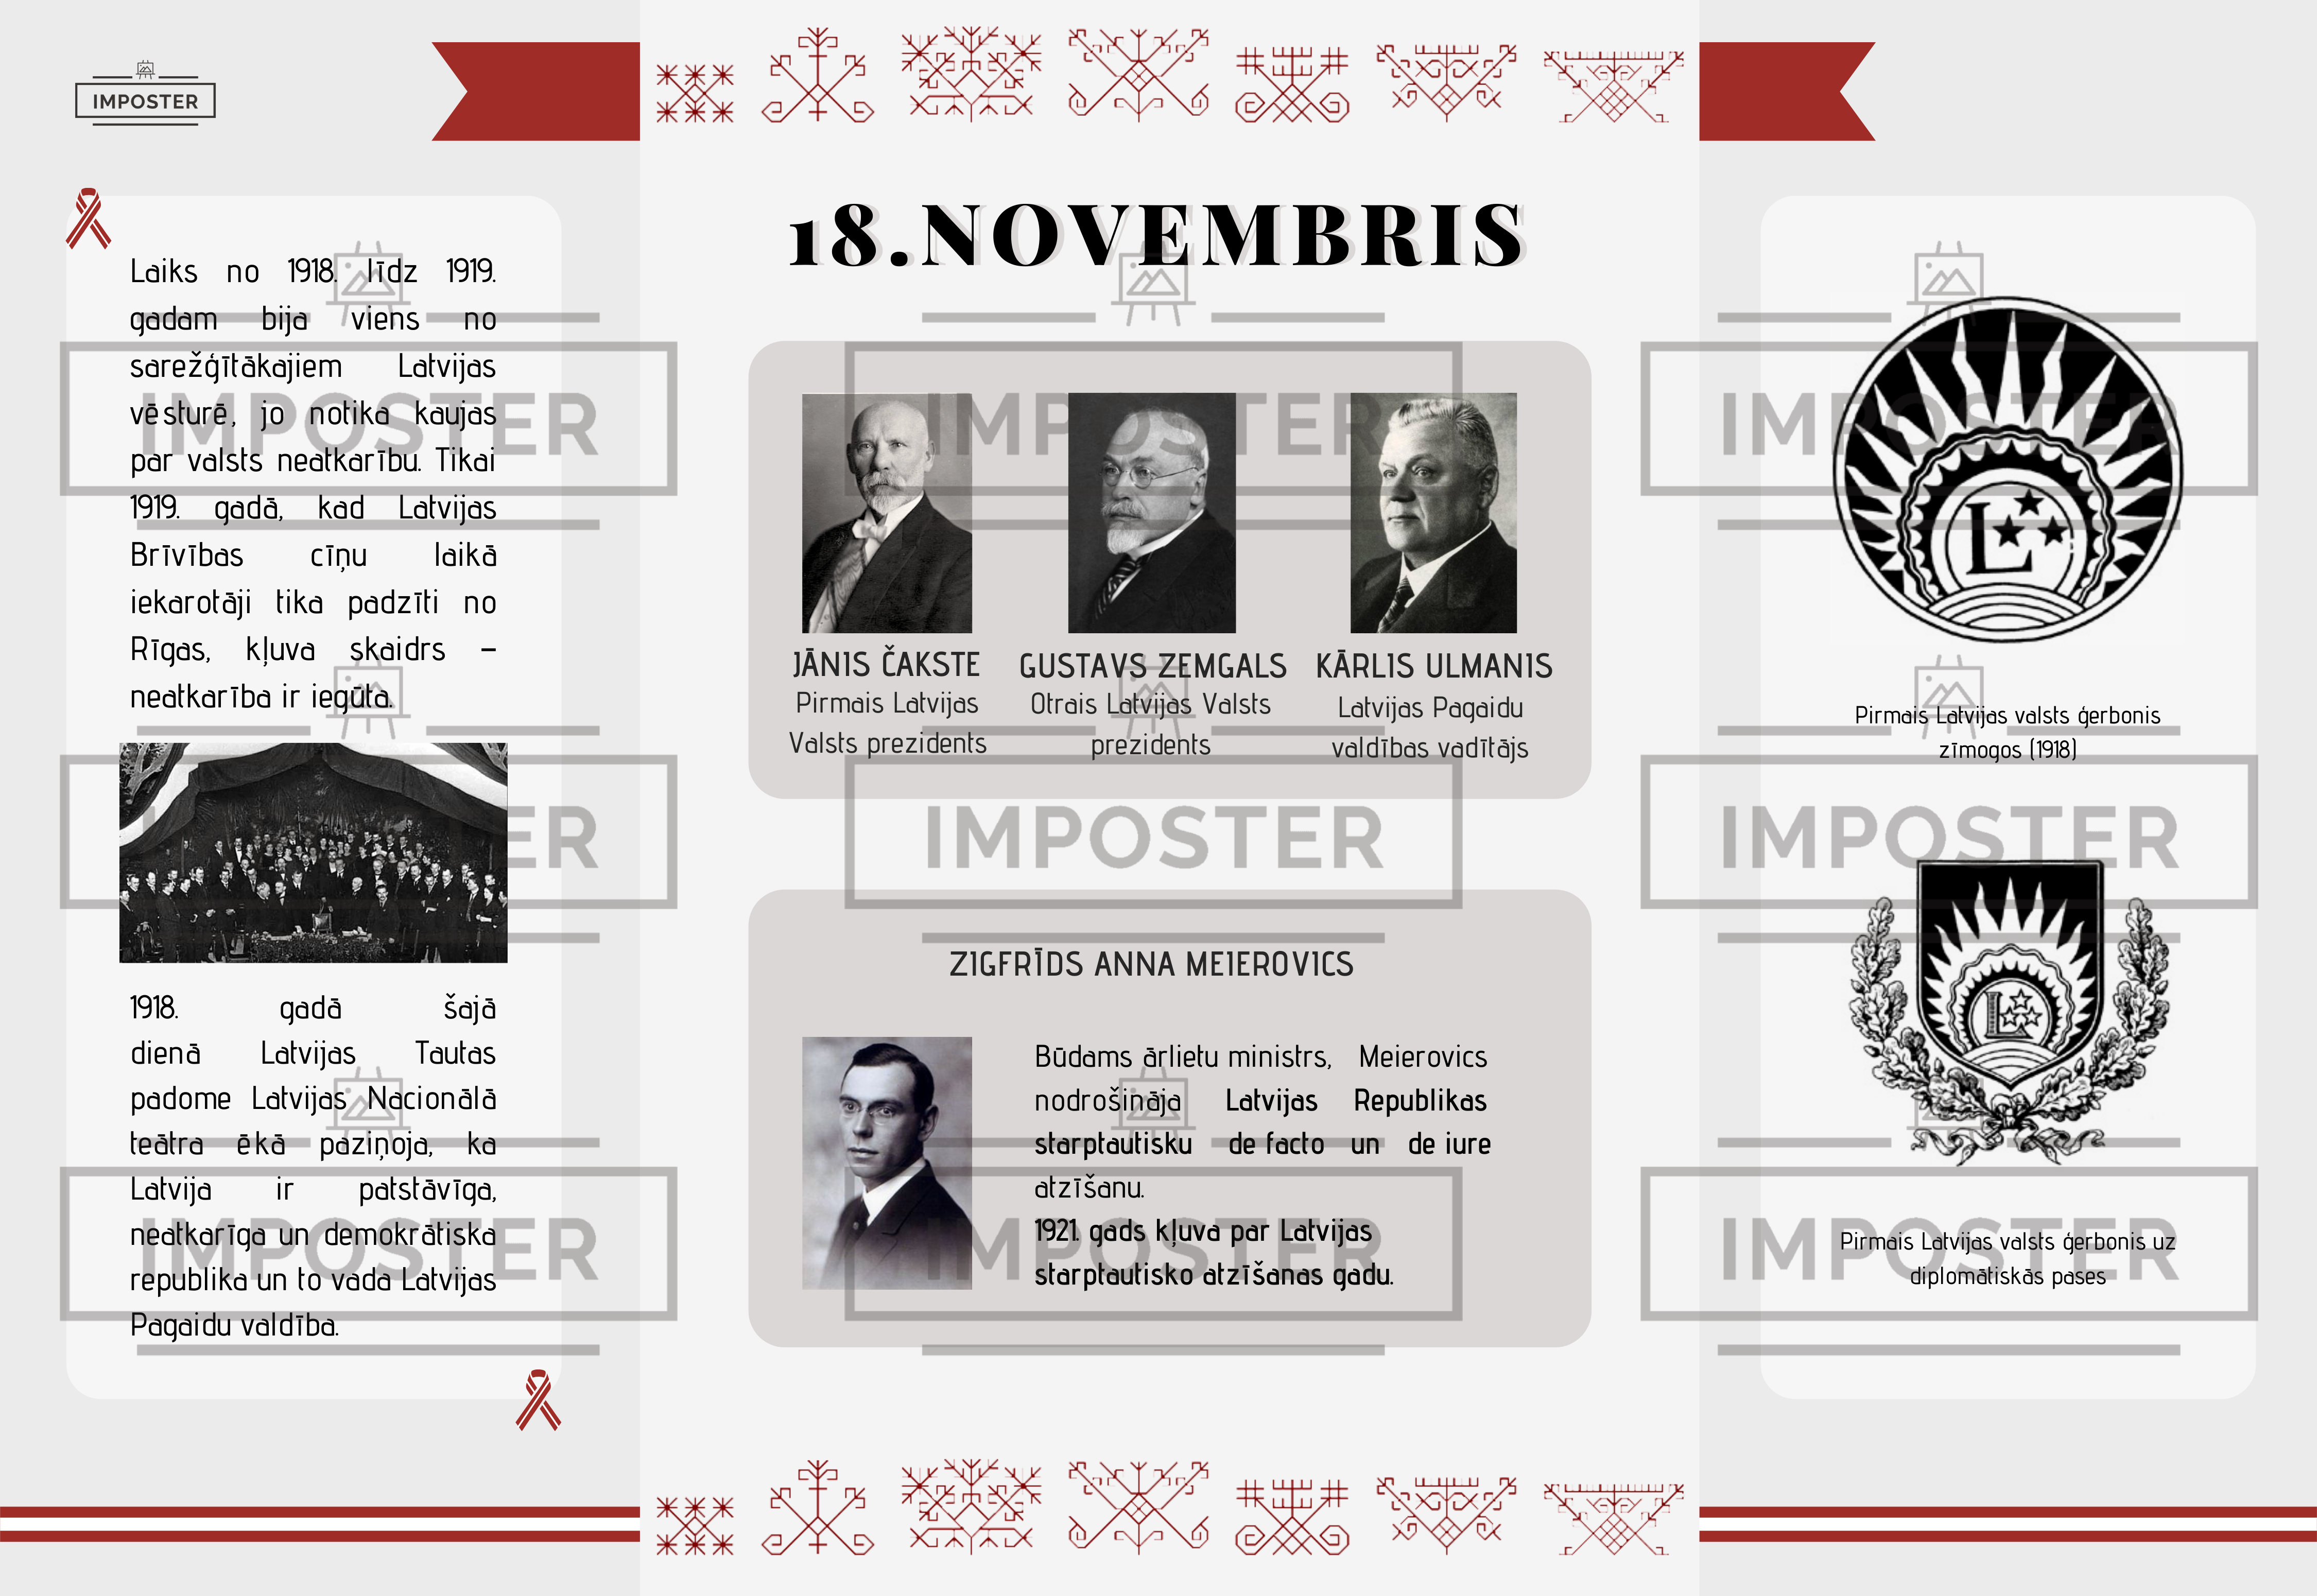 IMPOSTER
18.NOVEMBRIS
Laiks no 1918. līdz 1919.
gadam bija viens no
sarežģītākajiem Latvijas
vēsturē, jo notika kaujas
par valsts neatkarību. Tikai
1919. gadā, kad Latvijas
Brīvības cīņu laikā
iekarotāji tika padzīti no
Rīgas, kļuva skaidrs –
neatkarība ir iegūta.
1918. gadā šajā
dienā Latvijas Tautas
padome Latvijas Nacionālā
teātra ēkā paziņoja, ka
Latvija ir patstāvīga,
neatkarīga un demokrātiska
republika un to vada Latvijas
Pagaidu valdība.
JĀNIS ČAKSTE
Pirmais Latvijas
Valsts prezidents
GUSTAVS ZEMGALS
Otrais Latvijas Valsts
prezidents
KĀRLIS ULMANIS
Latvijas Pagaidu
valdības vadītājs
ZIGFRĪDS ANNA MEIEROVICS
Būdams ārlietu ministrs, Meierovics
nodrošināja Latvijas Republikas
starptautisku de facto un de iure
atzīšanu.
1921. gads kļuva par Latvijas
starptautisko atzīšanas gadu.
L
Pirmais Latvijas valsts ģerbonis
zīmogos (1918)
L
Pirmais Latvijas valsts ģerbonis uz
diplomātiskās pases
IMPOSTER
IMPOSTER
IMPOSTER
IMPOSTER
IMPOSTER
IMPOSTER
IMPOSTER
IMPOSTER
IMPOSTER